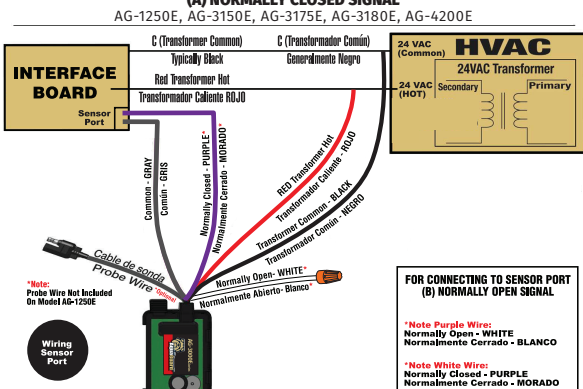 (A) NORMALLY CLOSED SIGNAL
AG-1250E, AG-3150E, AG-3175E, AG-3180E, AG-4200E
C (Transformer Common)
C (Transformador Común)
Typically Black
Generalmente Negro
Red Transformer Hot
Transformador Caliente ROJO
INTERFACE
BOARD
Sensor
Port
24 VAC
(Common)
HVAC
24VAC Transformer
24 VAC
(HOT)
Secondary
Primary
Common - GRAY
Común - GRIS
Normally Closed - PURPLE*
Normalmente Cerrado - MORADO*
RED Transformer Hot
Transformador Caliente - ROJO
Transformer Common - BLACK
Transformador Común - NEGRO
Cable de sonda
Probe Wire *Optional
Normally Open- WHITE*
Normalmente Abierto- Blanco*
*Note:
Probe Wire Not Included
On Model AG-1250E
Wiring
Sensor
Port
FOR CONNECTING TO SENSOR PORT
(B) NORMALLY OPEN SIGNAL
*Note Purple Wire:
Normally Open - WHITE
Normalmente Cerrado - BLANCO
*Note White Wire:
Normally Closed - PURPLE
Normalmente Cerrado - MORADO